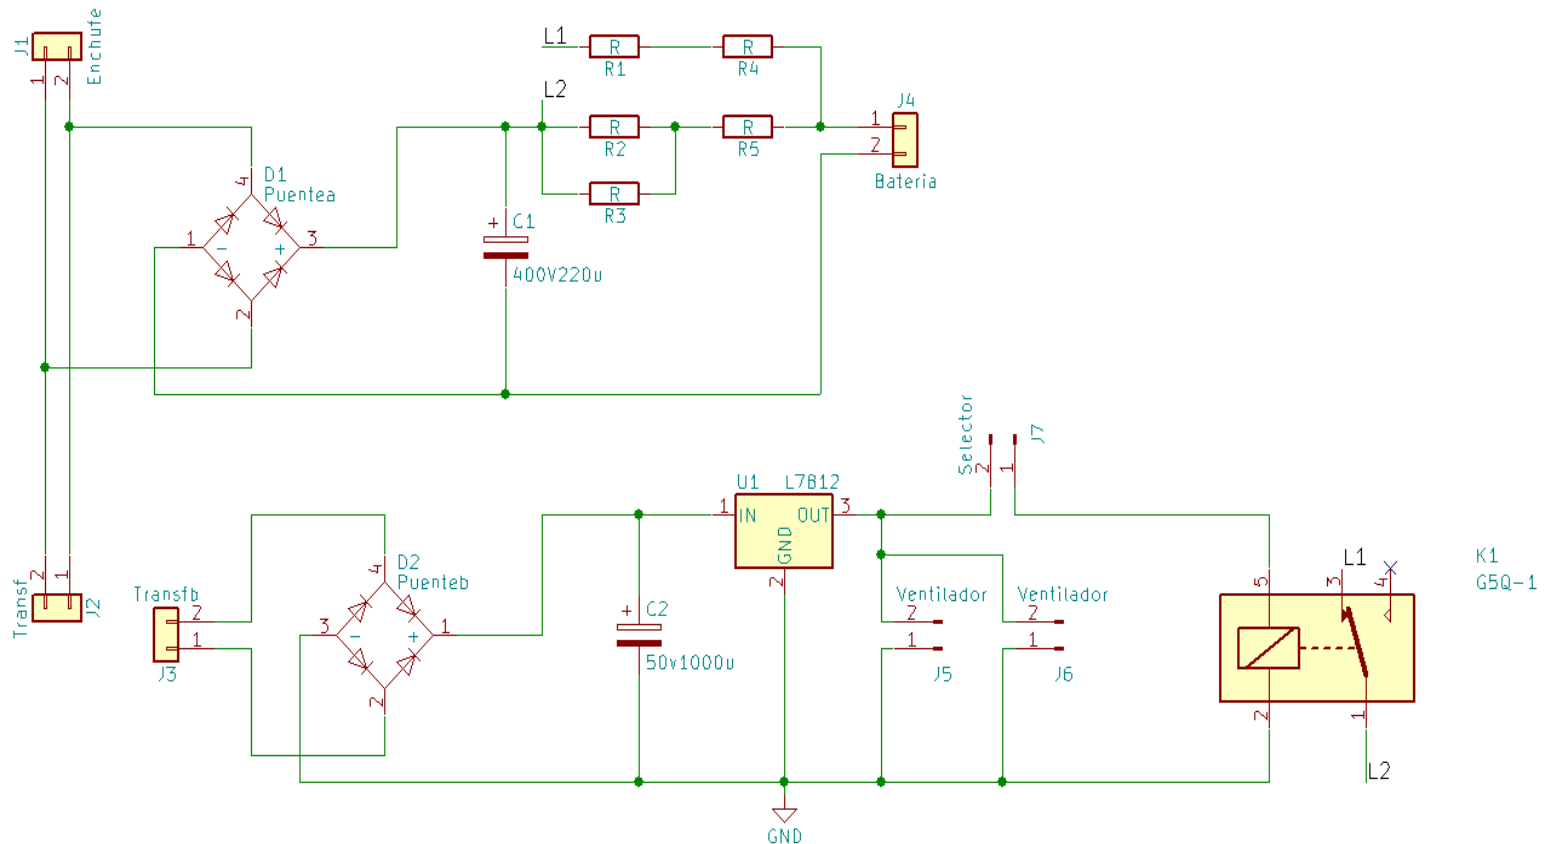 J1
Enchufe
1
2
L1
R
R1
R
R4
L2
R
R2
R
R5
R
R3
J4
1
2
Bateria
D1
Puentea
4
1
-
+
3
2
+
C1
400V220u
Selector
2
1
J7
U1
L7812
1
IN
OUT
3
GND
2
D2
Puenteb
4
3
-
+
1
2
Transf
2
1
J2
Transfb
2
1
J3
+
C2
50v1000u
Ventilador
2
1
J5
Ventilador
2
1
J6
K1
G5Q-1
5
L1
3
4
2
1
L2
GND